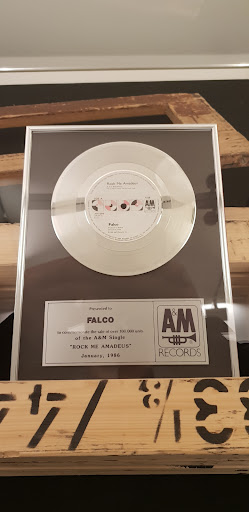 Rock Me Amadeus
A&M
Falco
Presented to
FALCO
to commemorate the sale of over 100,000 units
of the A&M Single
"ROCK ME AMADEUS"
January, 1986
A&M
RECORDS